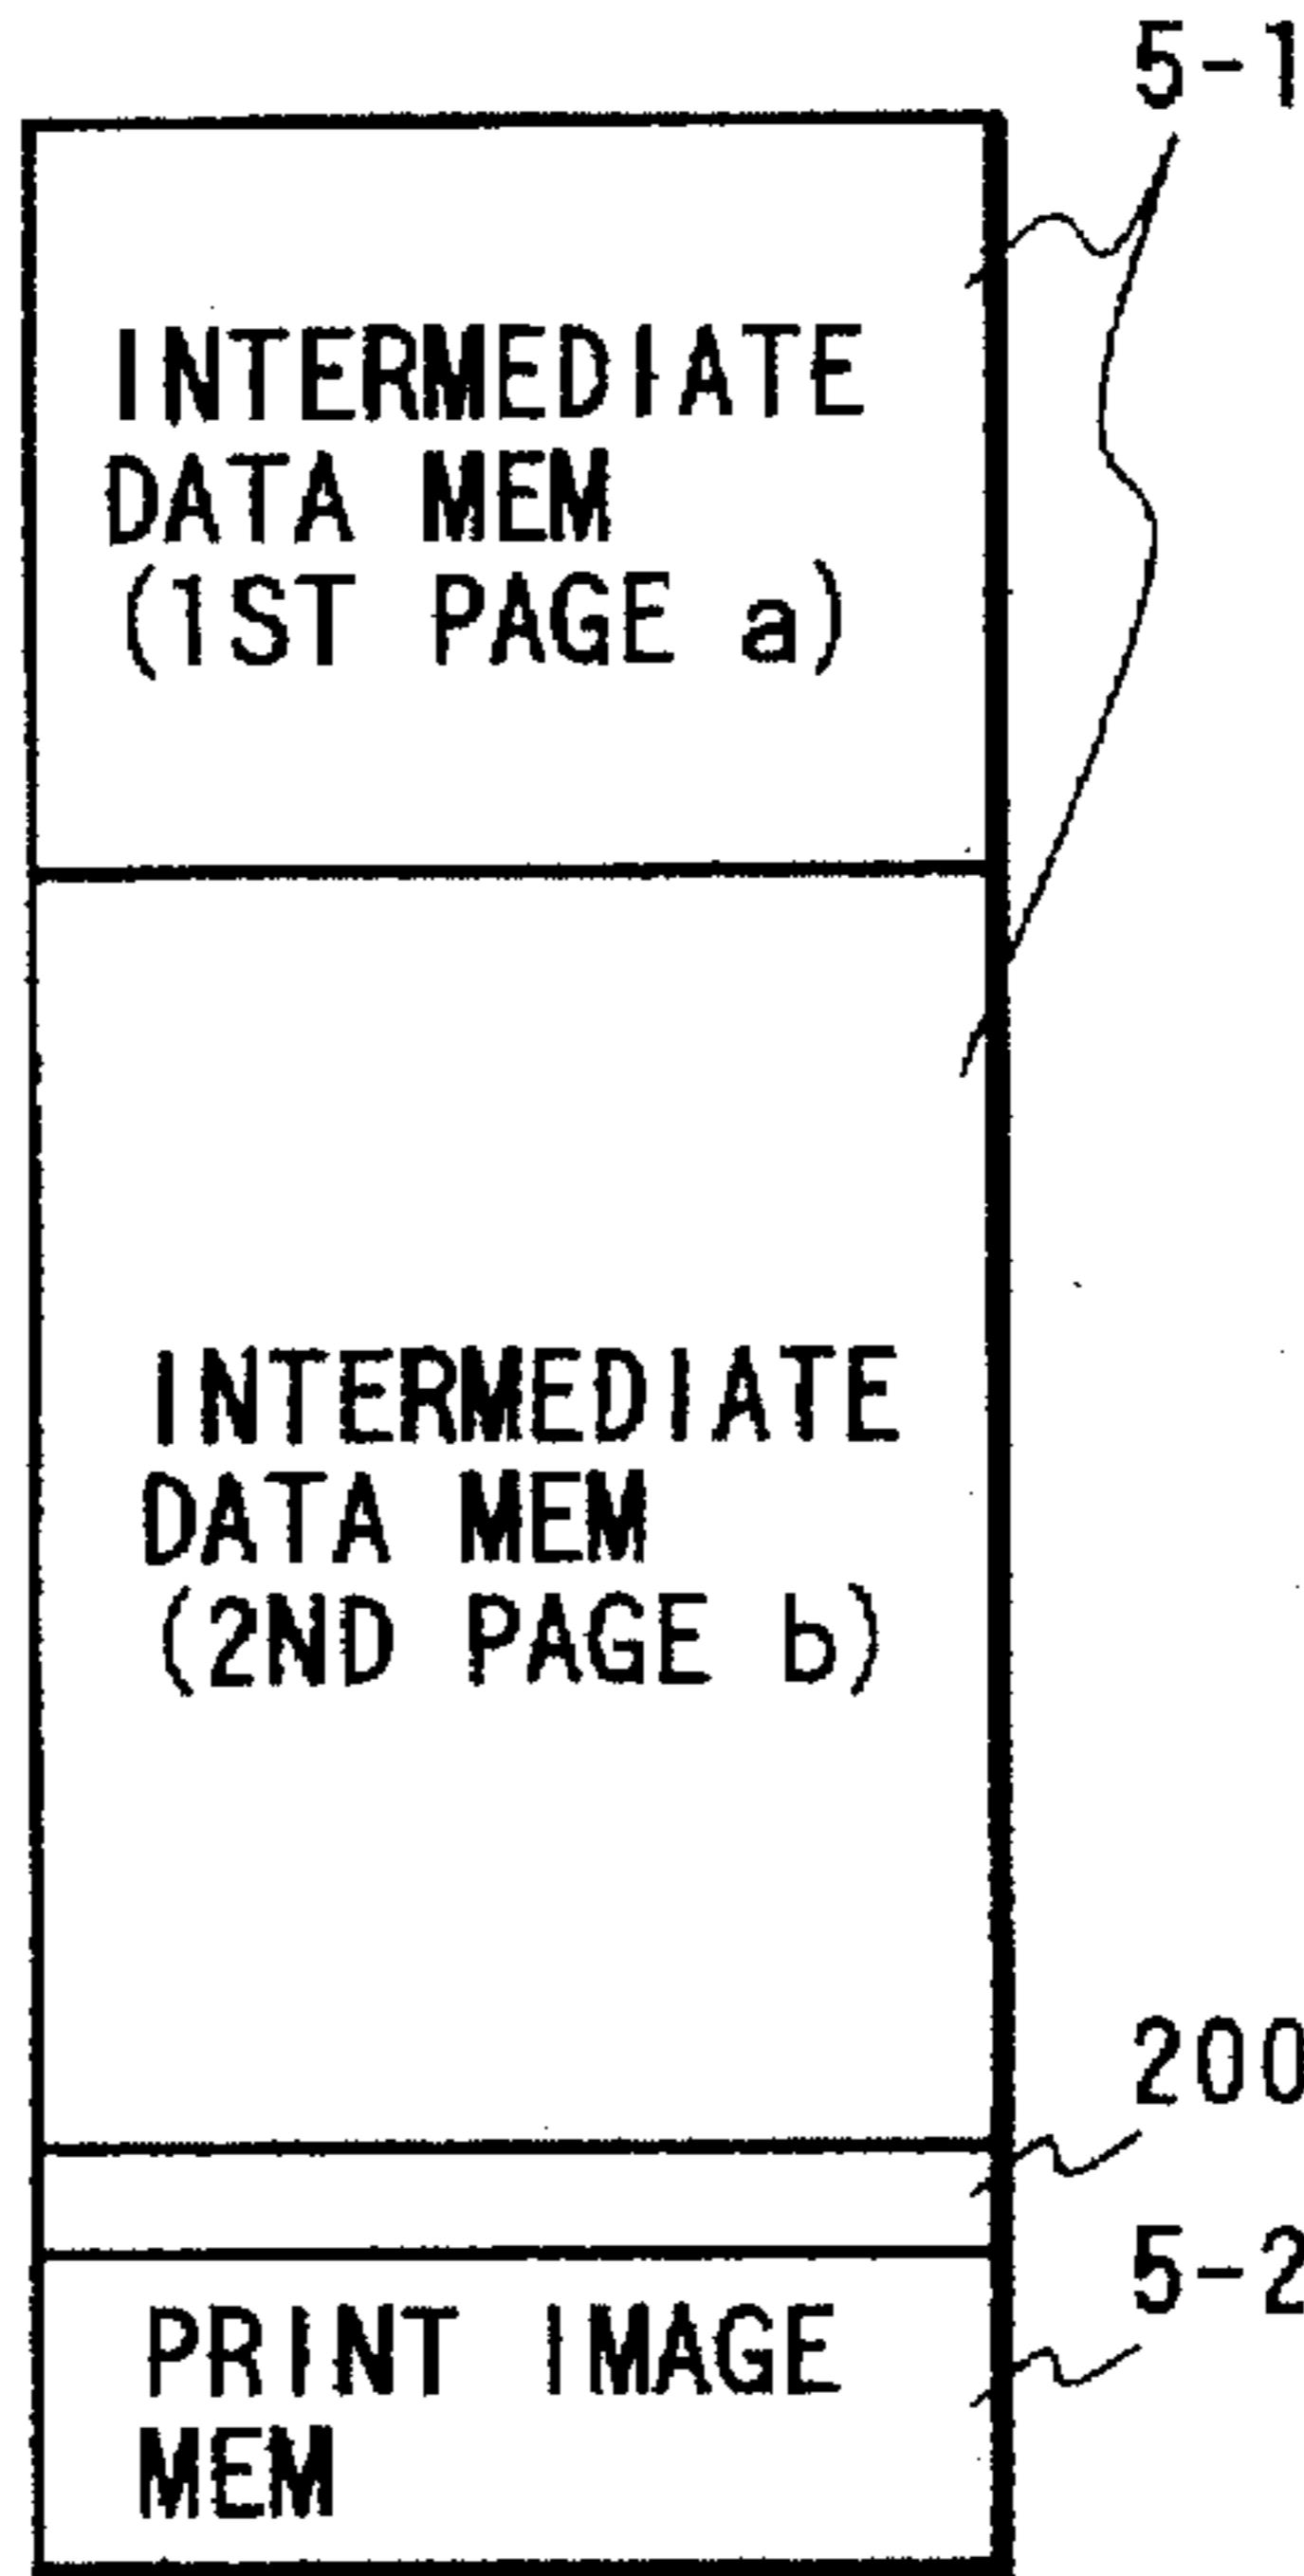 5-1
INTERMEDIATE
DATA MEM
(1ST PAGE a)
INTERMEDIATE
DATA MEM
(2ND PAGE b)
200
5-2
PRINT IMAGE
MEM